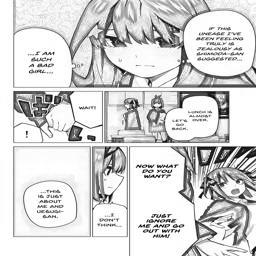 IF THIS
UNEASE I'VE
BEEN FEELING
TRULY IS
JEALOUSY AS
SHIMODA-SAN
SUGGESTED...
...I AM
SUCH
A BAD
GIRL...
WAIT!
LUNCH IS
ALMOST
OVER.
LET'S
GO BACK.
!
NOW WHAT
DO YOU
WANT?
JUST
IGNORE
ME AND GO
OUT WITH
HIM!
...I
DON'T
THINK...
...THIS
IS ABOUT
JUST ME
AND
UESUGI-
SAN.